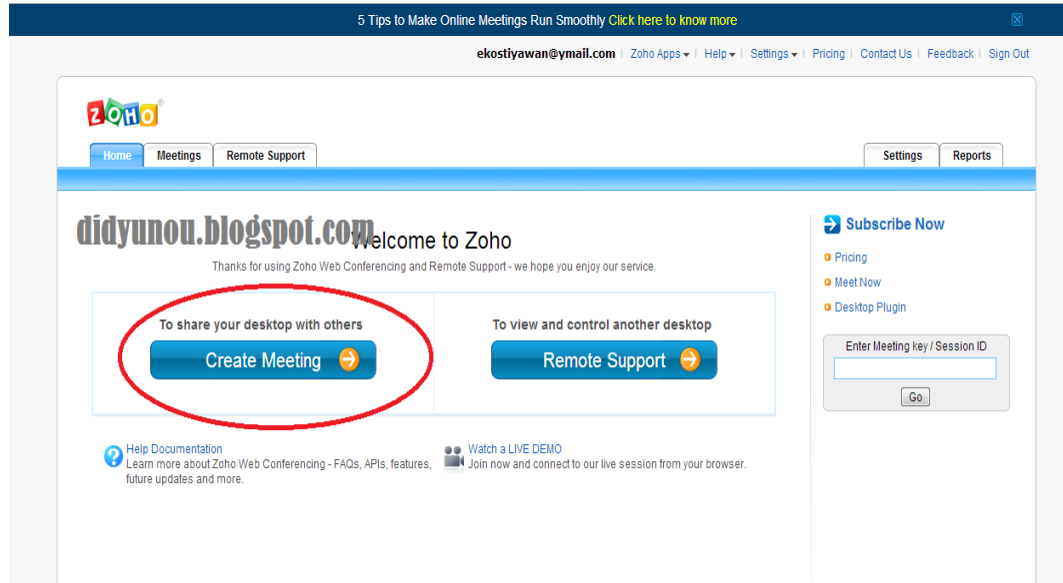 5 Tips to Make Online Meetings Run Smoothly Click here to know more
ekostiyawan@ymail.com | Zoho Apps | Help | Settings | Pricing | Contact Us | Feedback | Sign Out
ZOHO
Home Meetings Remote Support Settings Reports
didyunou.blogspot.com
Welcome to Zoho
Thanks for using Zoho Web Conferencing and Remote Support - we hope you enjoy our service.
To share your desktop with others
Create Meeting
To view and control another desktop
Remote Support
Help Documentation
Learn more about Zoho Web Conferencing - FAQs, APIs, features,
future updates and more.
Watch a LIVE DEMO
Join now and connect to our live session from your browser.
Subscribe Now
Pricing
Meet Now
Desktop Plugin
Enter Meeting key / Session ID
Go